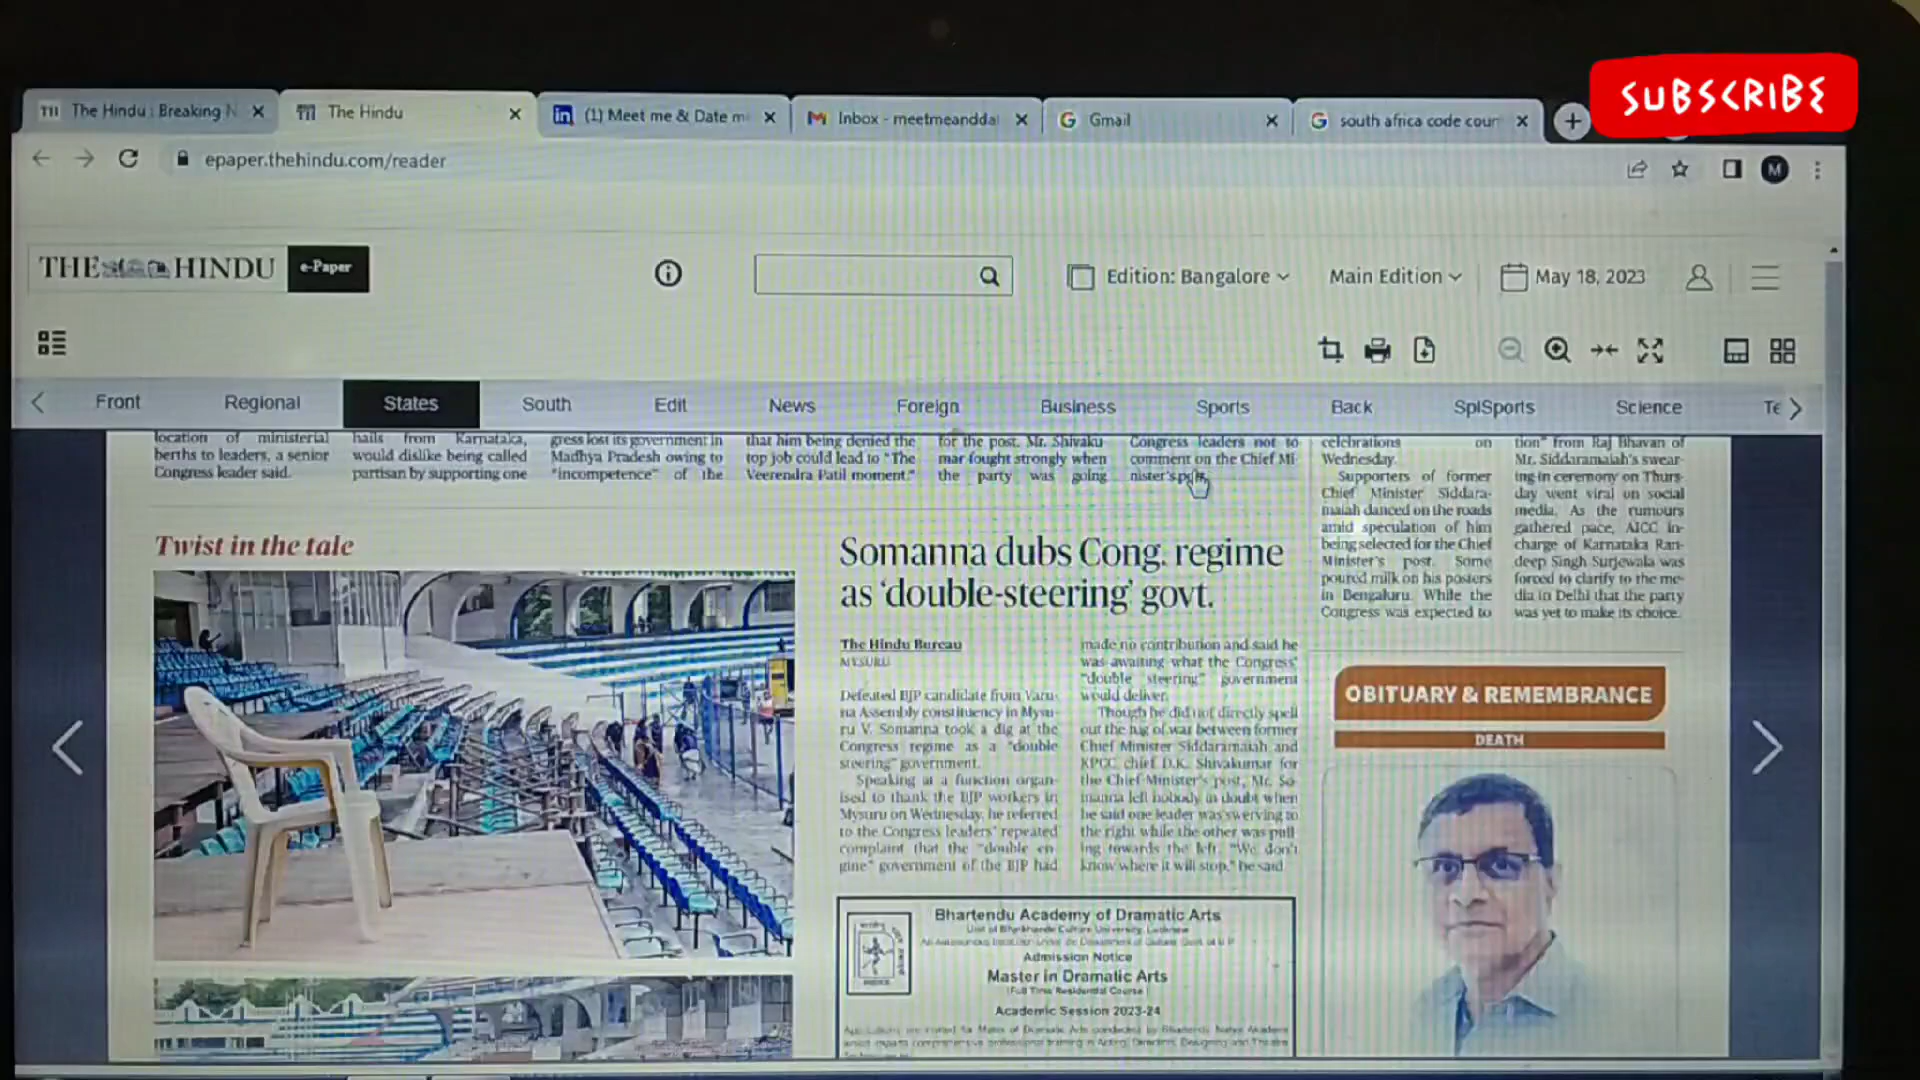 SUBSCRIBE
The Hindu : Breaking N
The Hindu
(1) Meet me & Date m
Inbox - meetmeandda
Gmail
south africa code coun
epaper.thehindu.com/reader
M
THE HINDU e-Paper
Edition: Bangalore
Main Edition
May 18, 2023
Front
Regional
States
South
Edit
News
Foreign
Business
Sports
Back
SplSports
Science
Te
location of ministerial
berths to leaders, a senior
Congress leader said.
hails from Karnataka,
would dislike being called
partisan by supporting one
gress lost its government in
Madhya Pradesh owing to
"incompetence" of the
that him being denied the
top job could lead to "The
Veerendra Patil moment."
for the post. Mr. Shivaku
mar fought strongly when
the party was going
Congress leaders not to
comment on the Chief Mi-
nister's
celebrations on
Wednesday.
Supporters of former
Chief Minister Siddara-
maiah danced on the roads
amid speculation of him
being selected for the Chief
Minister's post. Some
poured milk on his posters
in Bengaluru. While the
Congress was expected to
tion" from Raj Bhavan of
Mr. Siddaramaiah's swear-
ing-in ceremony on Thurs-
day went viral on social
media. As the rumours
gathered pace, AICC in-
charge of Karnataka Ran-
deep Singh Surjewala was
forced to clarify to the me-
dia in Delhi that the party
was yet to make its choice.
Twist in the tale
Somanna dubs Cong. regime
as 'double-steering' govt.
The Hindu Bureau
MYSURU
Defeated BJP candidate from Varu-
na Assembly constituency in Mysu-
ru V. Somanna took a dig at the
Congress regime as a "double
steering" government.
Speaking at a function organ-
ised to thank the BJP workers in
Mysuru on Wednesday, he referred
to the Congress leaders' repeated
complaint that the "double en-
gine" government of the BJP had
made no contribution and said he
was awaiting what the Congress'
"double steering" government
would deliver.
Though he did not directly spell
out the tug of war between former
Chief Minister Siddaramaiah and
KPCC chief D.K. Shivakumar for
the Chief Minister's post, Mr. So-
manna left nobody in doubt when
he said one leader was swerving to
the right while the other was pull
ing towards the left. "We don't
know where it will stop," he said.
OBITUARY & REMEMBRANCE
DEATH
Bhartendu Academy of Dramatic Arts
Admission Notice
Master in Dramatic Arts
(Full Time Residential Course)
Academic Session 2023-24